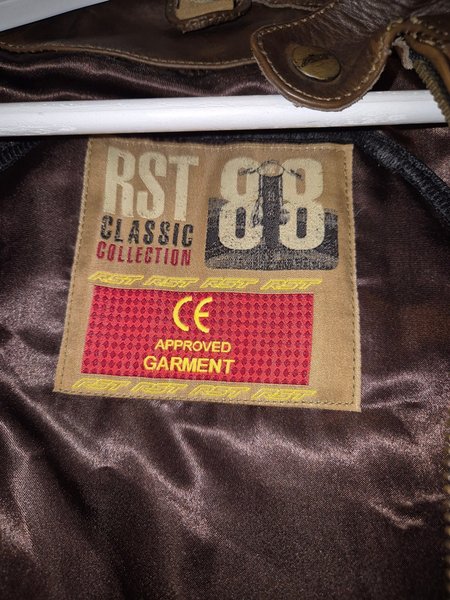 RST
CLASSIC
COLLECTION
88
RST RST RST RST
CE
APPROVED
GARMENT
RST RST RST RST